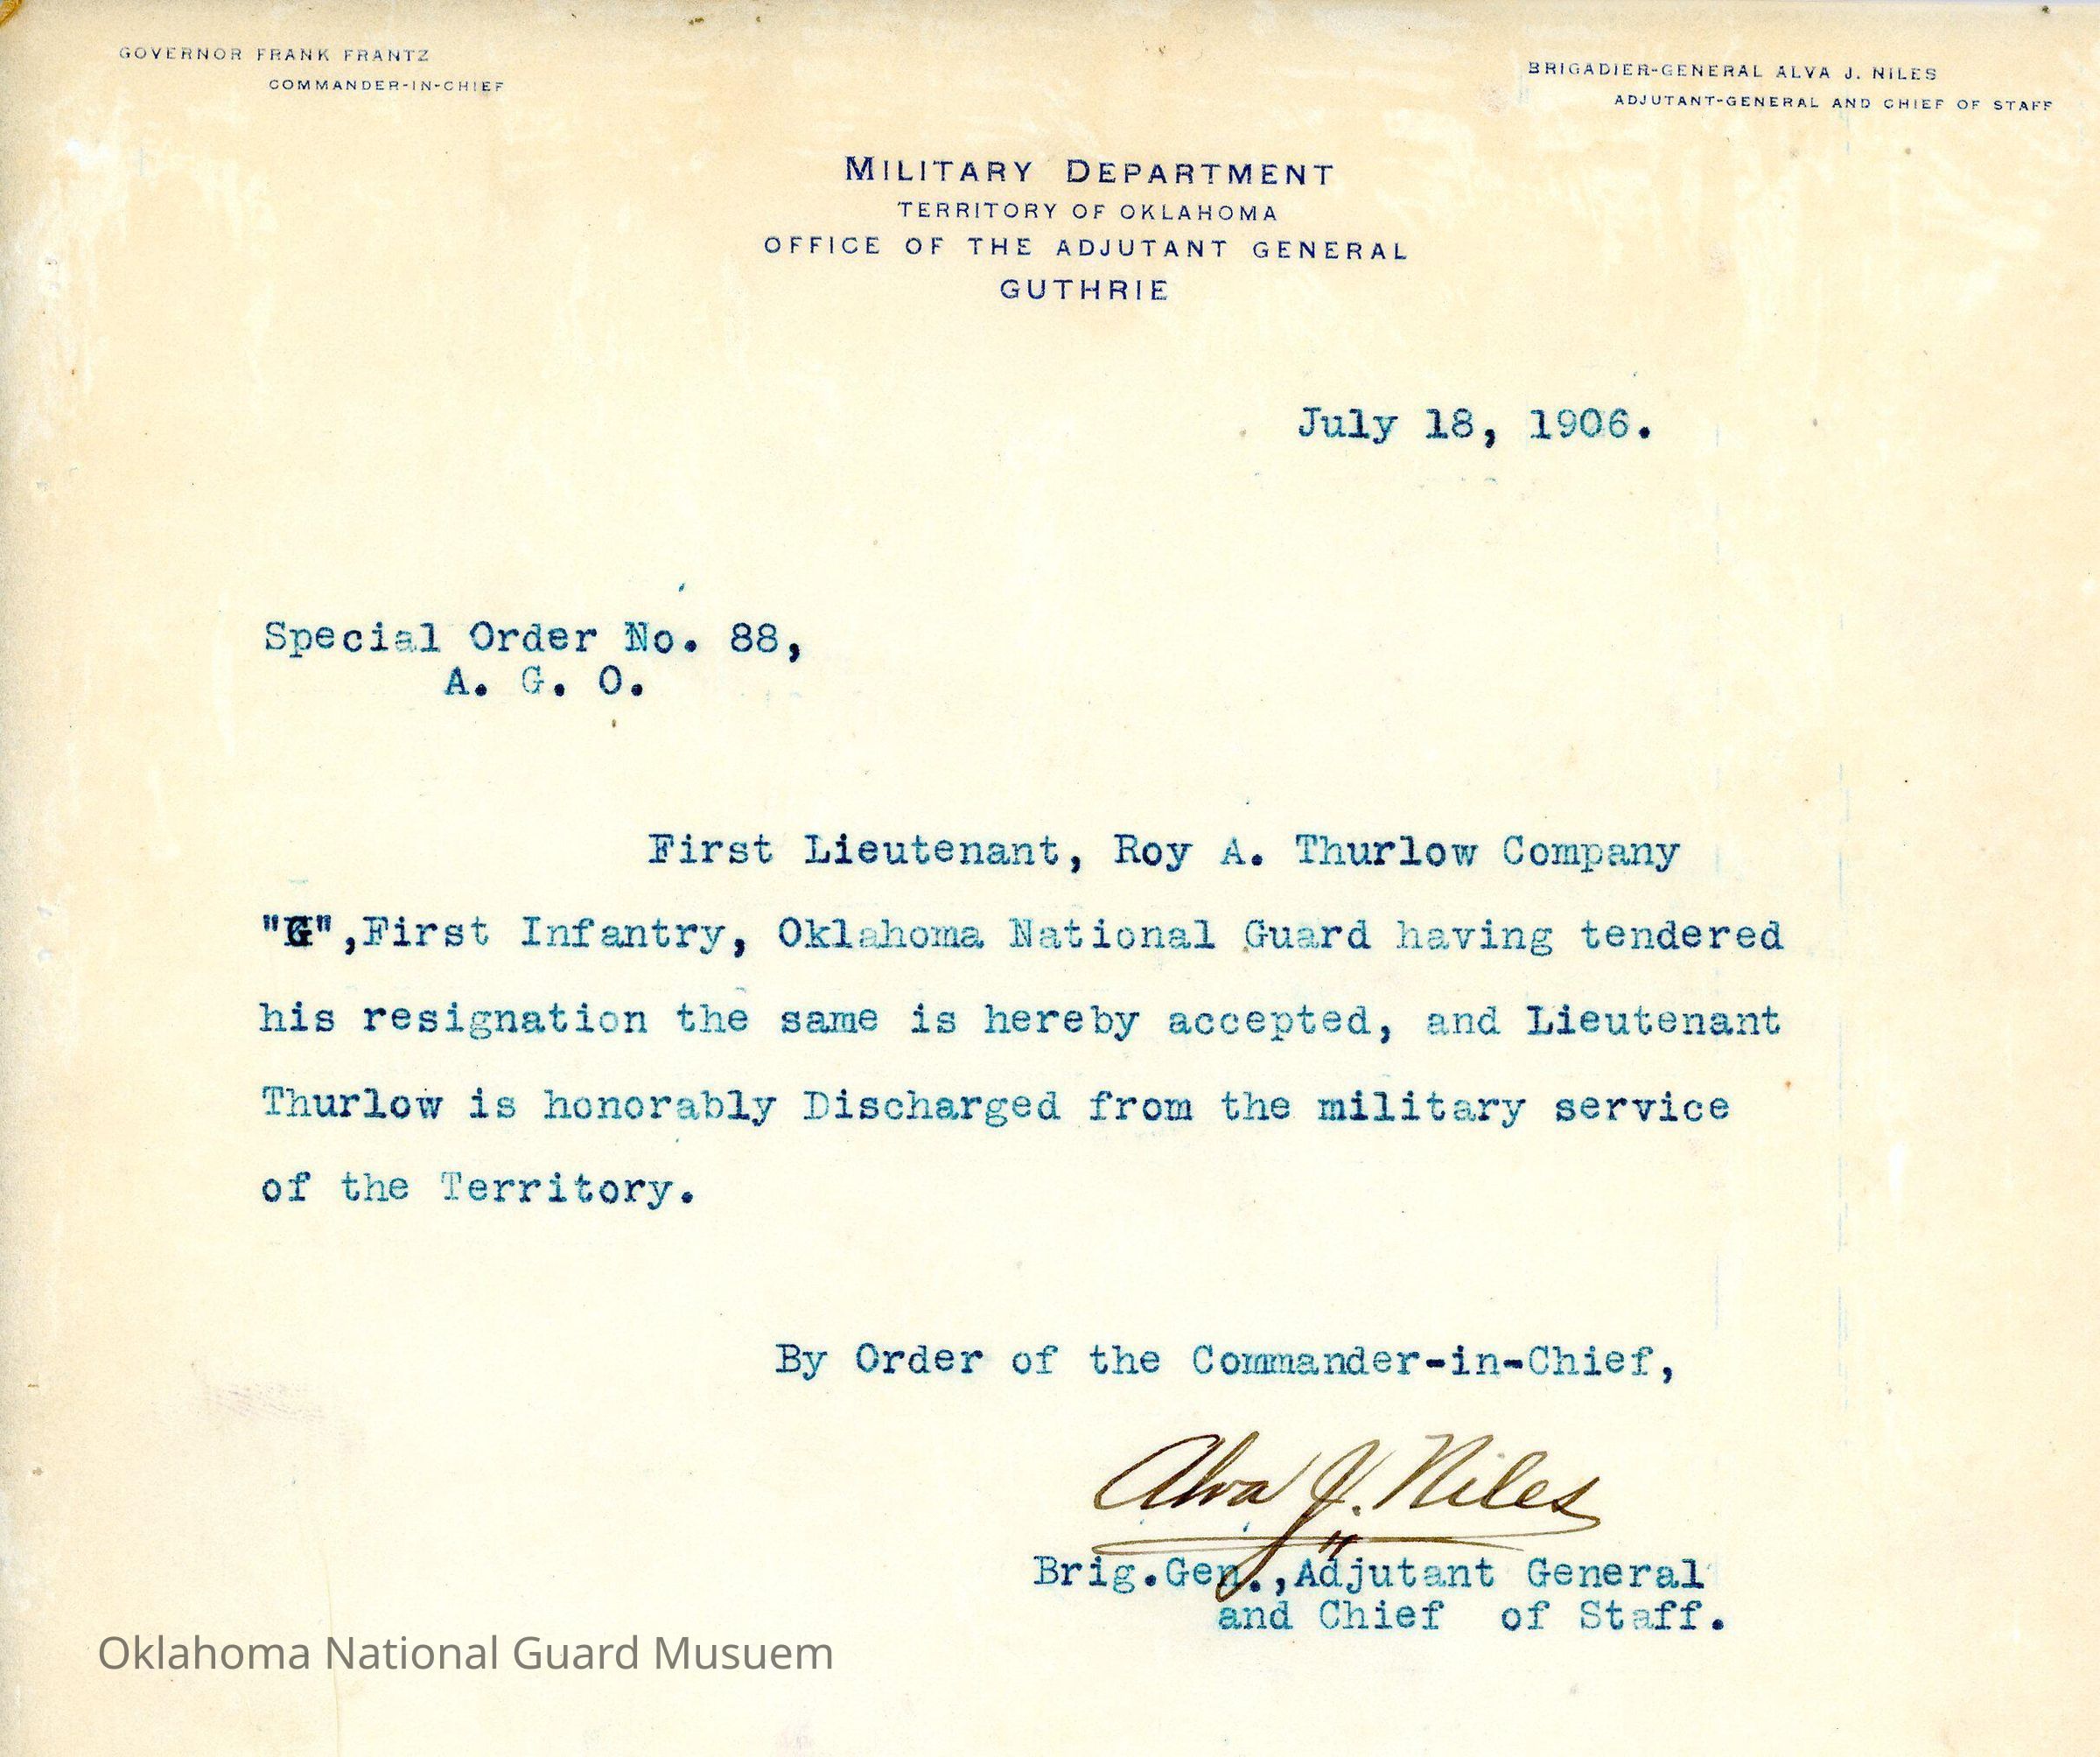 GOVERNOR FRANK FRANTZ
COMMANDER-IN-CHIEF
BRIGADIER-GENERAL ALVA J. NILES
ADJUTANT-GENERAL AND CHIEF OF STAFF
MILITARY DEPARTMENT
TERRITORY OF OKLAHOMA
OFFICE OF THE ADJUTANT GENERAL
GUTHRIE
July 18, 1906.
Special Order No. 88,
A. G. O.
First Lieutenant, Roy A. Thurlow Company
"G",First Infantry, Oklahoma National Guard having tendered
his resignation the same is hereby accepted, and Lieutenant
Thurlow is honorably Discharged from the military service
of the Territory.
By Order of the Commander-in-Chief,
Alva J. Niles
Brig.Gen.,Adjutant General
and Chief of Staff.
Oklahoma National Guard Musuem